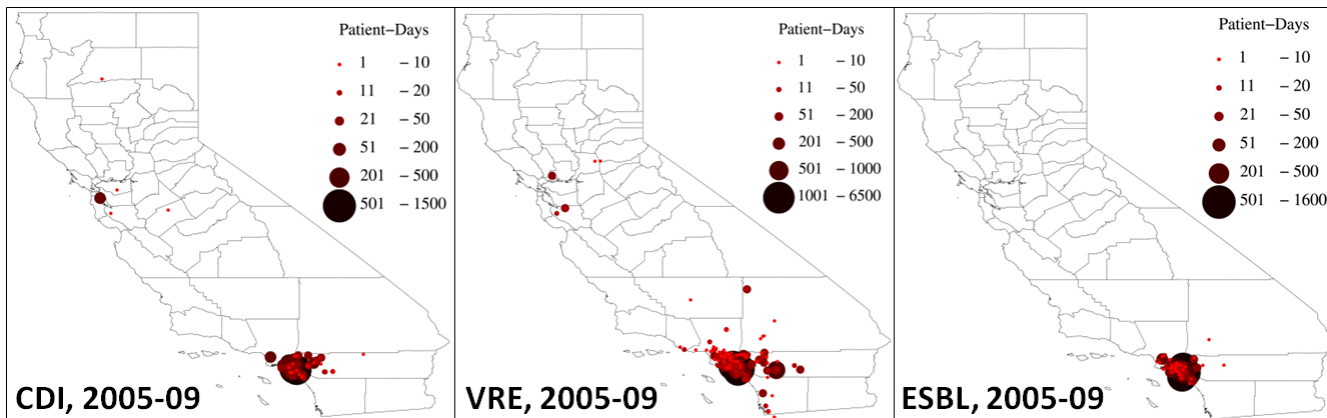 Patient–Days
1 – 10
11 – 20
21 – 50
51 – 200
201 – 500
501 – 1500
CDI, 2005-09
Patient–Days
1 – 10
11 – 50
51 – 200
201 – 500
501 – 1000
1001 – 6500
VRE, 2005-09
Patient–Days
1 – 10
11 – 20
21 – 50
51 – 200
201 – 500
501 – 1600
ESBL, 2005-09